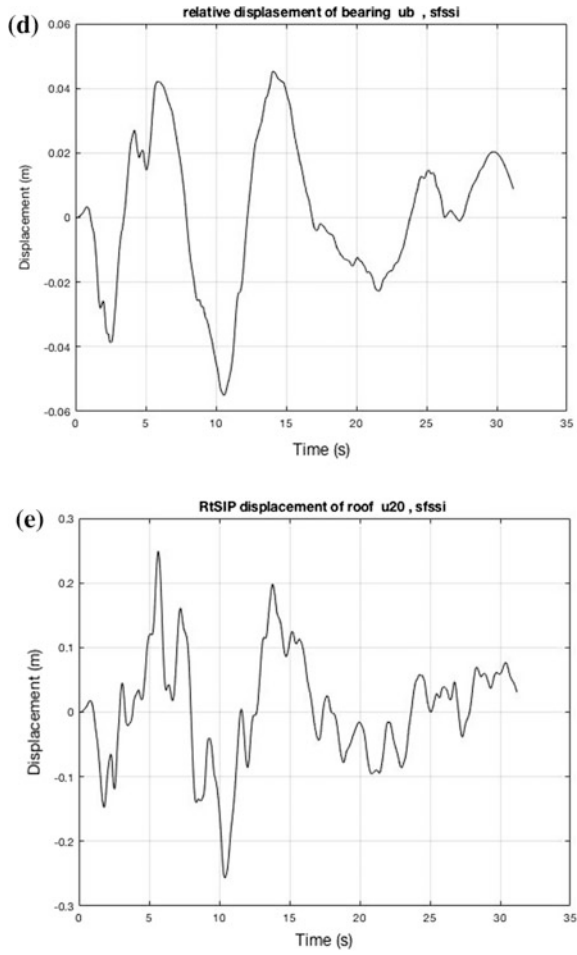 (d)
relative displasement of bearing ub , sfssi
0.06
0.04
0.02
0
-0.02
-0.04
-0.06
Displacement (m)
0 5 10 15 20 25 30 35
Time (s)
(e)
RtSIP displacement of roof u20 , sfssi
0.3
0.2
0.1
0
-0.1
-0.2
-0.3
Displacement (m)
0 5 10 15 20 25 30 35
Time (s)